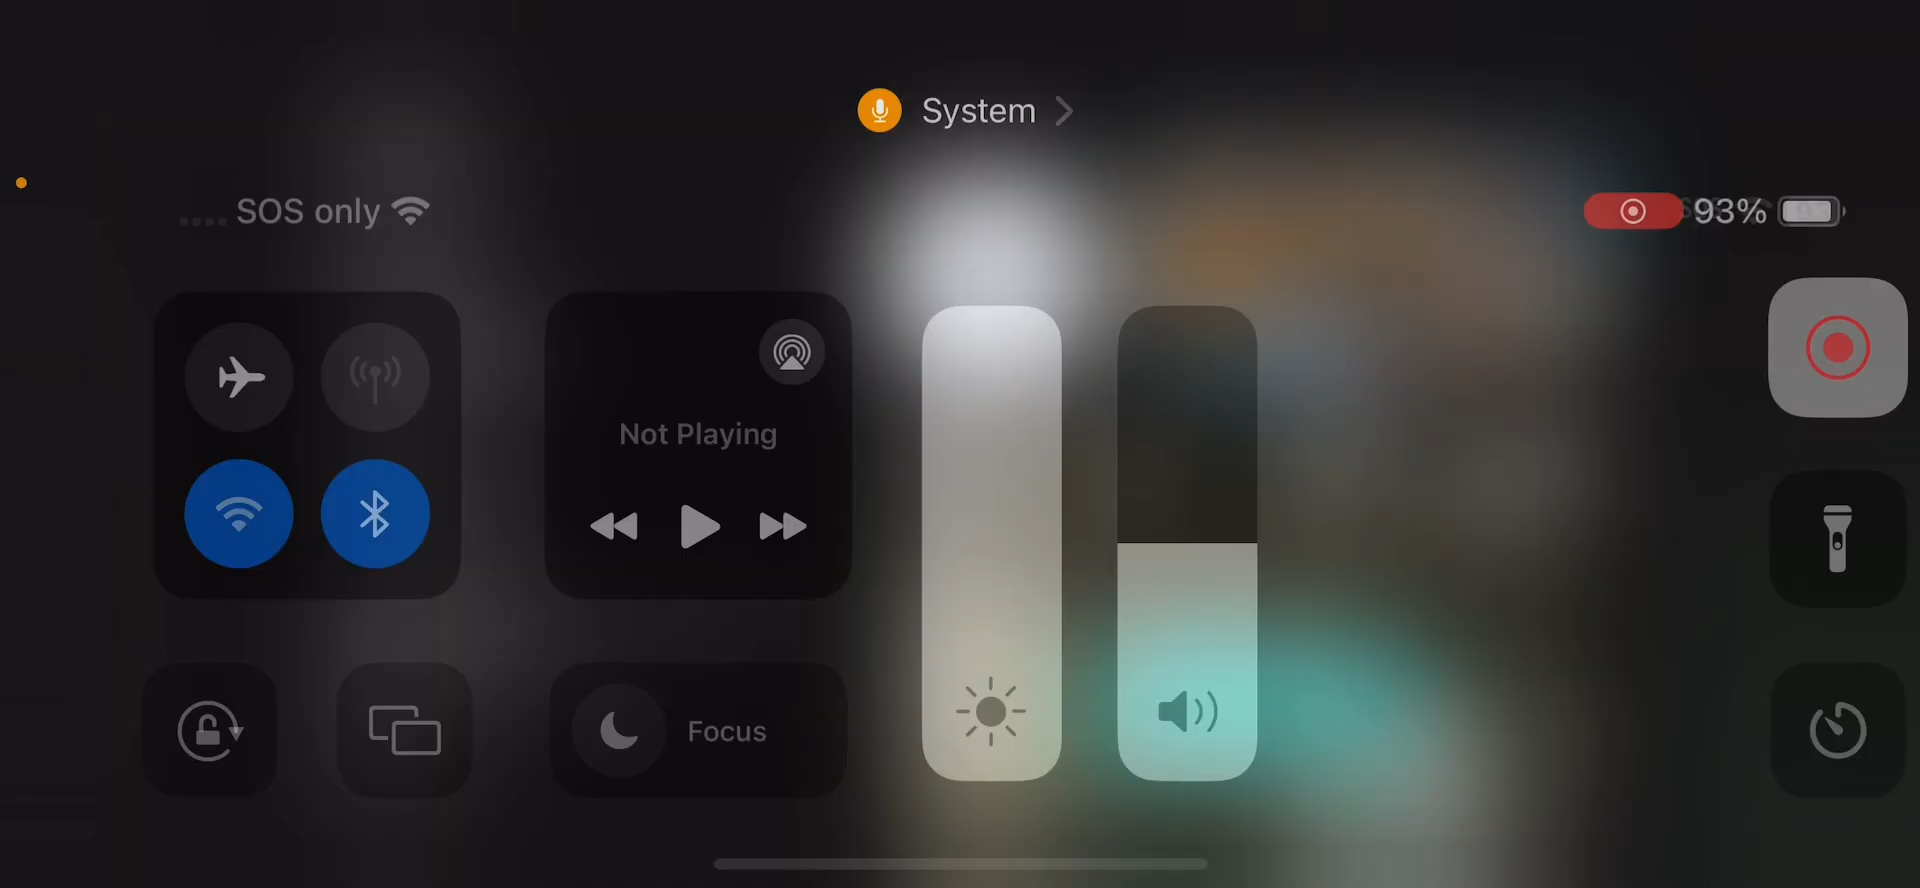 System
SOS only
93%
Not Playing
Focus